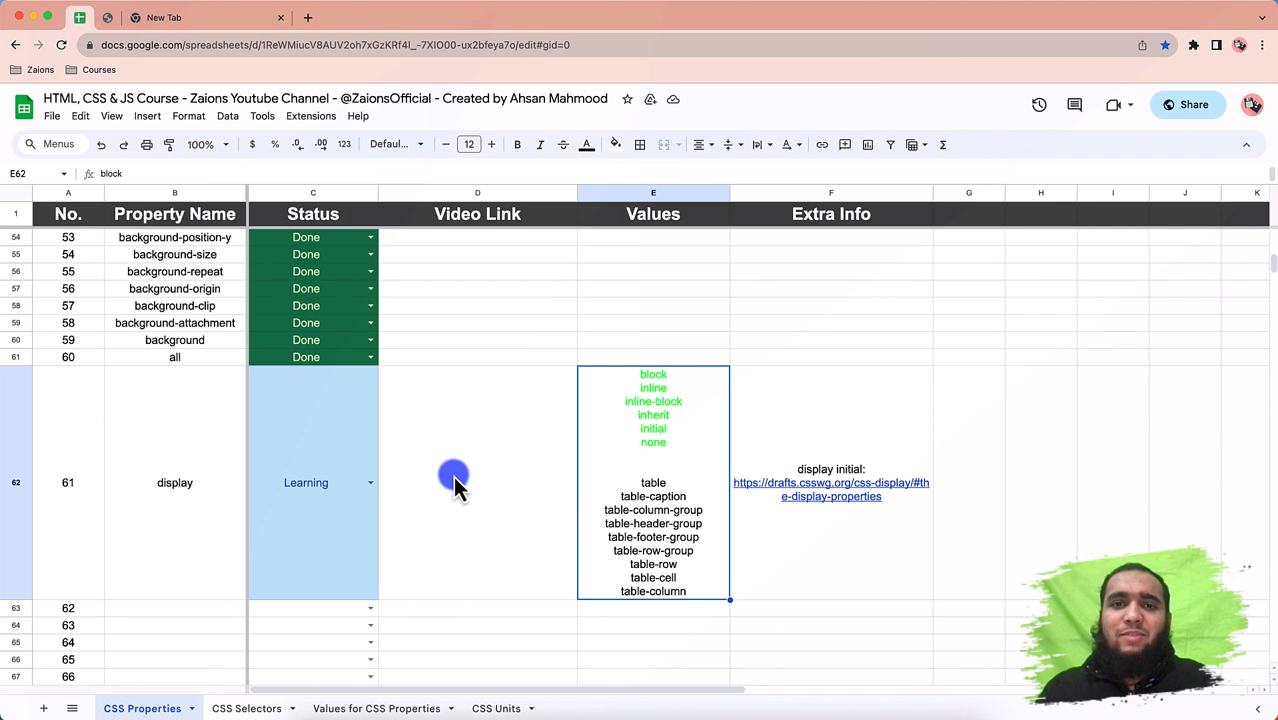 New Tab
docs.google.com/spreadsheets/d/1ReWMiucV8AUV2oh7xGzKRf4I_-7XIO00-ux2bfeya7o/edit#gid=0
Zaions
Courses
HTML, CSS & JS Course - Zaions Youtube Channel - @ZaionsOfficial - Created by Ahsan Mahmood
File Edit View Insert Format Data Tools Extensions Help
Share
Menus 100% $ % .0 .00 123 Defaul... 12 B I A
E62 fx block
A B C D E F G H I J K
1 No. Property Name Status Video Link Values Extra Info
54 53 background-position-y Done
55 54 background-size Done
56 55 background-repeat Done
57 56 background-origin Done
58 57 background-clip Done
59 58 background-attachment Done
60 59 background Done
61 60 all Done
block
inline
inline-block
inherit
initial
none
display initial:
62 61 display Learning table https://drafts.csswg.org/css-display/#th
table-caption e-display-properties
table-column-group
table-header-group
table-footer-group
table-row-group
table-row
table-cell
table-column
63 62
64 63
65 64
66 65
67 66
CSS Properties CSS Selectors Values for CSS Properties CSS Units